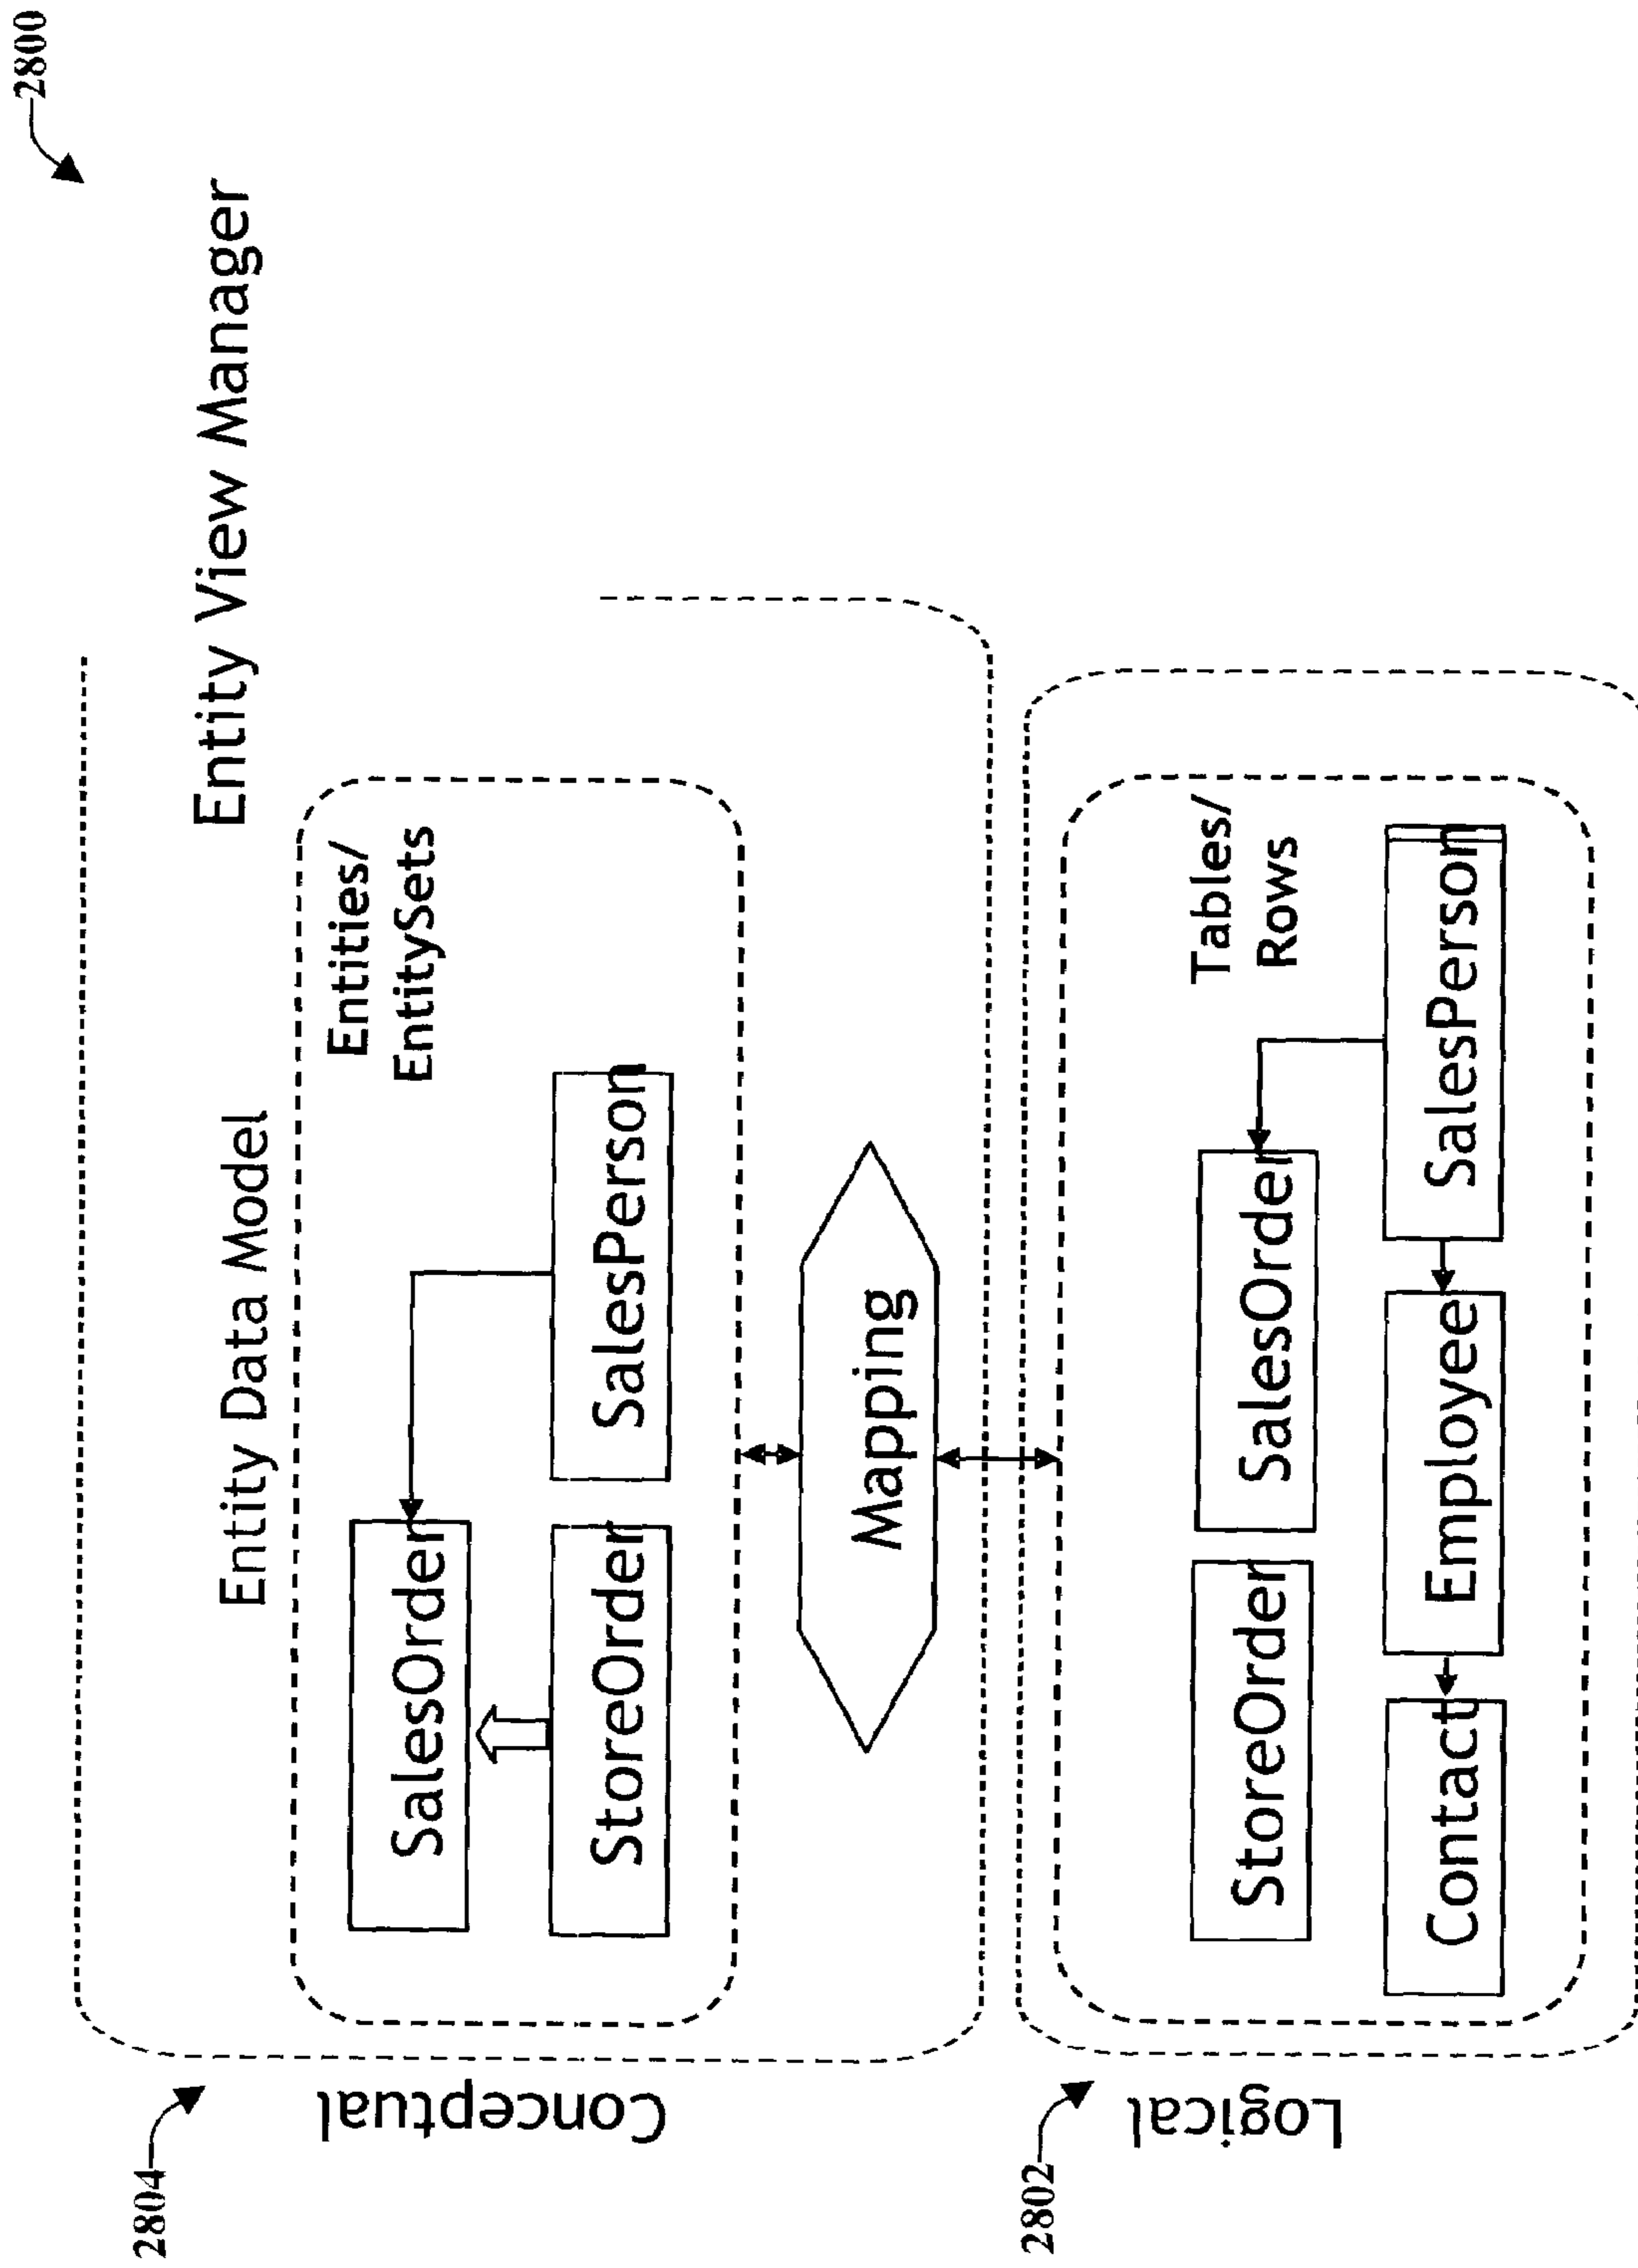 2800
Entity View Manager
Entity Data Model
2804
Conceptual
Entities/
EntitySets
SalesOrder
StoreOrder
SalesPerson
Mapping
2802
Logical
Tables/
Rows
StoreOrder
SalesOrder
Contact
Employee
SalesPerson